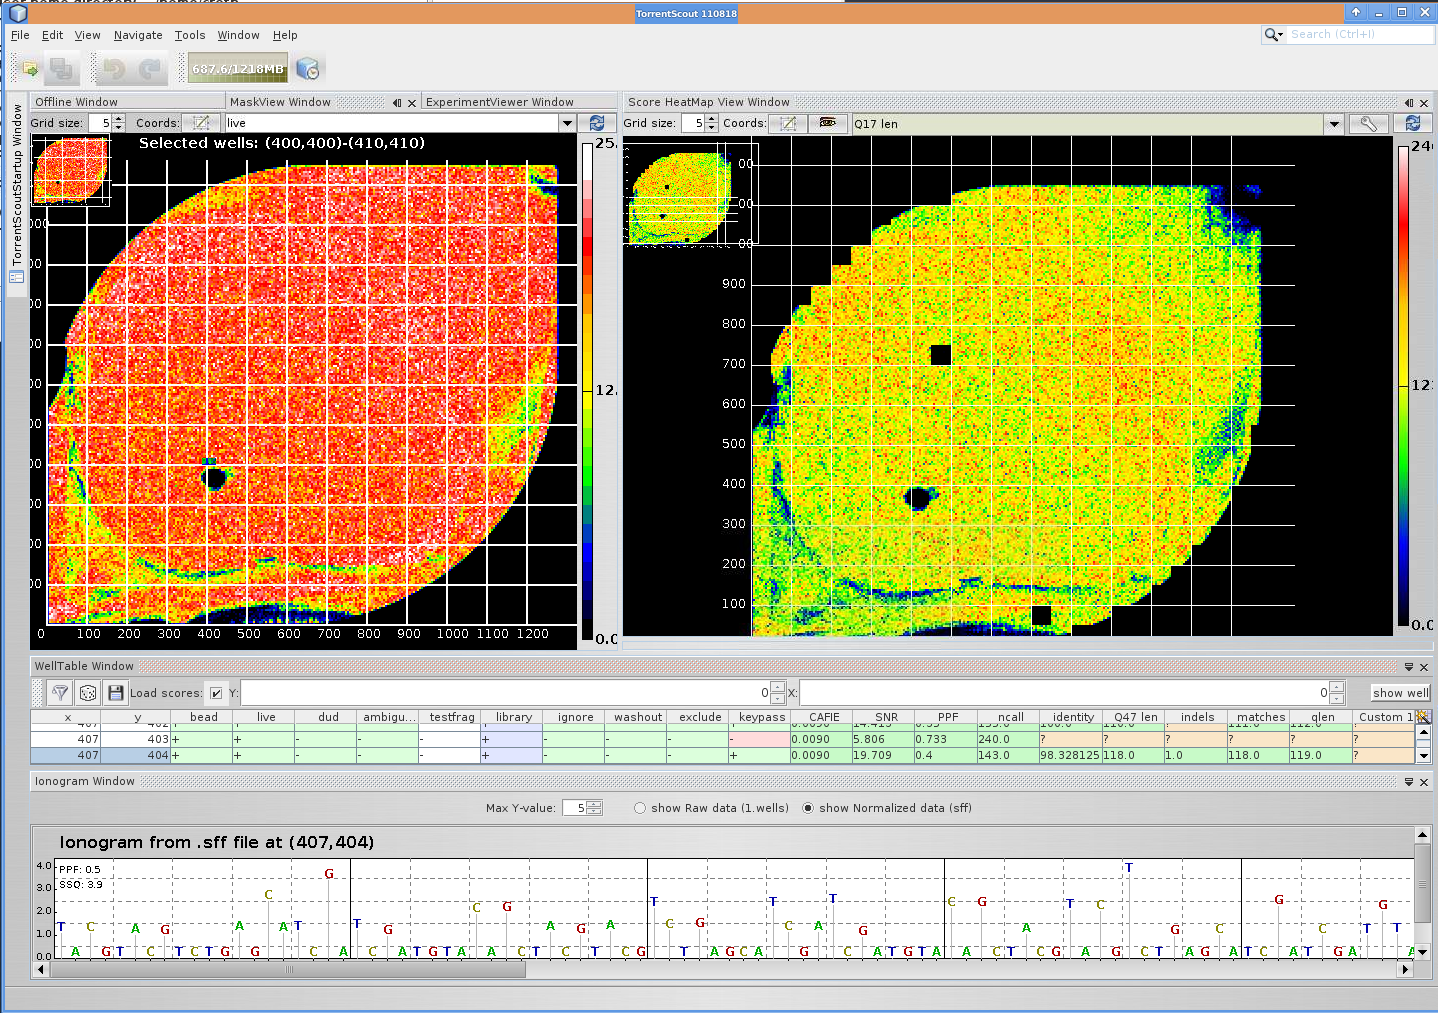 TorrentScout 110818
File Edit View Navigate Tools Window Help
Search (Ctrl+I)
687.6/1218MB
TorrentScoutStartup Window
Offline Window MaskView Window ExperimentViewer Window
Grid size: 5 Coords: live
Selected wells: (400,400)-(410,410)
25.
12.
0.0
0 100 200 300 400 500 600 700 800 900 1000 1100 1200
Score HeatMap View Window
Grid size: 5 Coords: Q17 len
900
800
700
600
500
400
300
200
100
24
12
0.0
WellTable Window
Load scores: Y: 0 X: 0 show well
x y bead live dud ambigu... testfrag library ignore washout exclude keypass CAFIE SNR PPF ncall identity Q47 len indels matches qlen Custom 1
407 403 + + - - - + - - - - 0.0090 5.806 0.733 240.0 ? ? ? ? ? ?
407 404 + + - - - + - - - + 0.0090 19.709 0.4 143.0 98.328125 118.0 1.0 118.0 119.0 ?
Ionogram Window
Max Y-value: 5 show Raw data (1.wells) show Normalized data (sff)
Ionogram from .sff file at (407,404)
PPF: 0.5
SSQ: 3.9
4.0
3.0
2.0
1.0
0.0
T A C G T A C G T C T G A G C A T C G A T C G A T G T A C A G C T A G C A T C G T C G A G C T A T G C A G T A C G A C T C G T A C G T C T G A G C A T C G A C T G A G T T A